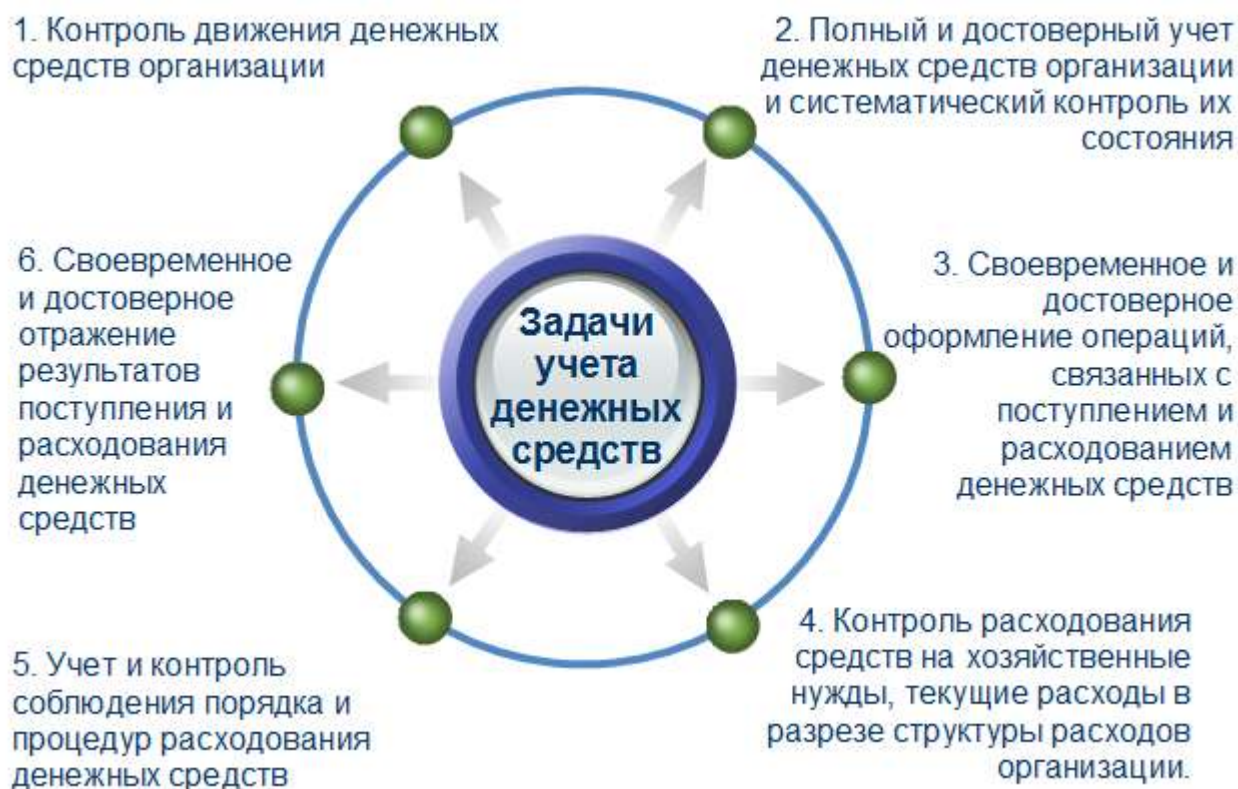 1. Контроль движения денежных
средств организации
2. Полный и достоверный учет
денежных средств организации
и систематический контроль их
состояния
3. Своевременное и
достоверное
оформление операций,
связанных с
поступлением и
расходованием
денежных средств
4. Контроль расходования
средств на хозяйственные
нужды, текущие расходы в
разрезе структуры расходов
организации.
5. Учет и контроль
соблюдения порядка и
процедур расходования
денежных средств
6. Своевременное
и достоверное
отражение
результатов
поступления и
расходования
денежных
средств
Задачи
учета
денежных
средств